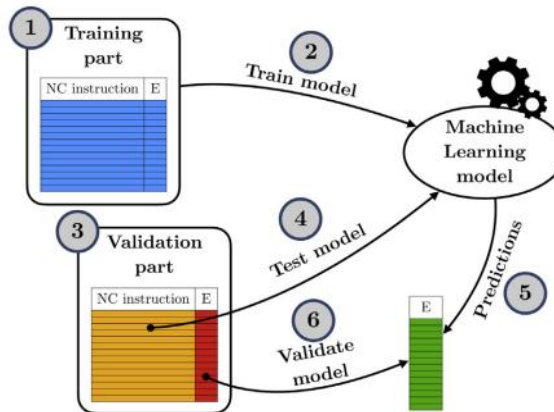 1
Training
part
NC instruction E
2
Train model
Machine
Learning
model
3
Validation
part
NC instruction E
4
Test model
5
Predictions
E
6
Validate
model